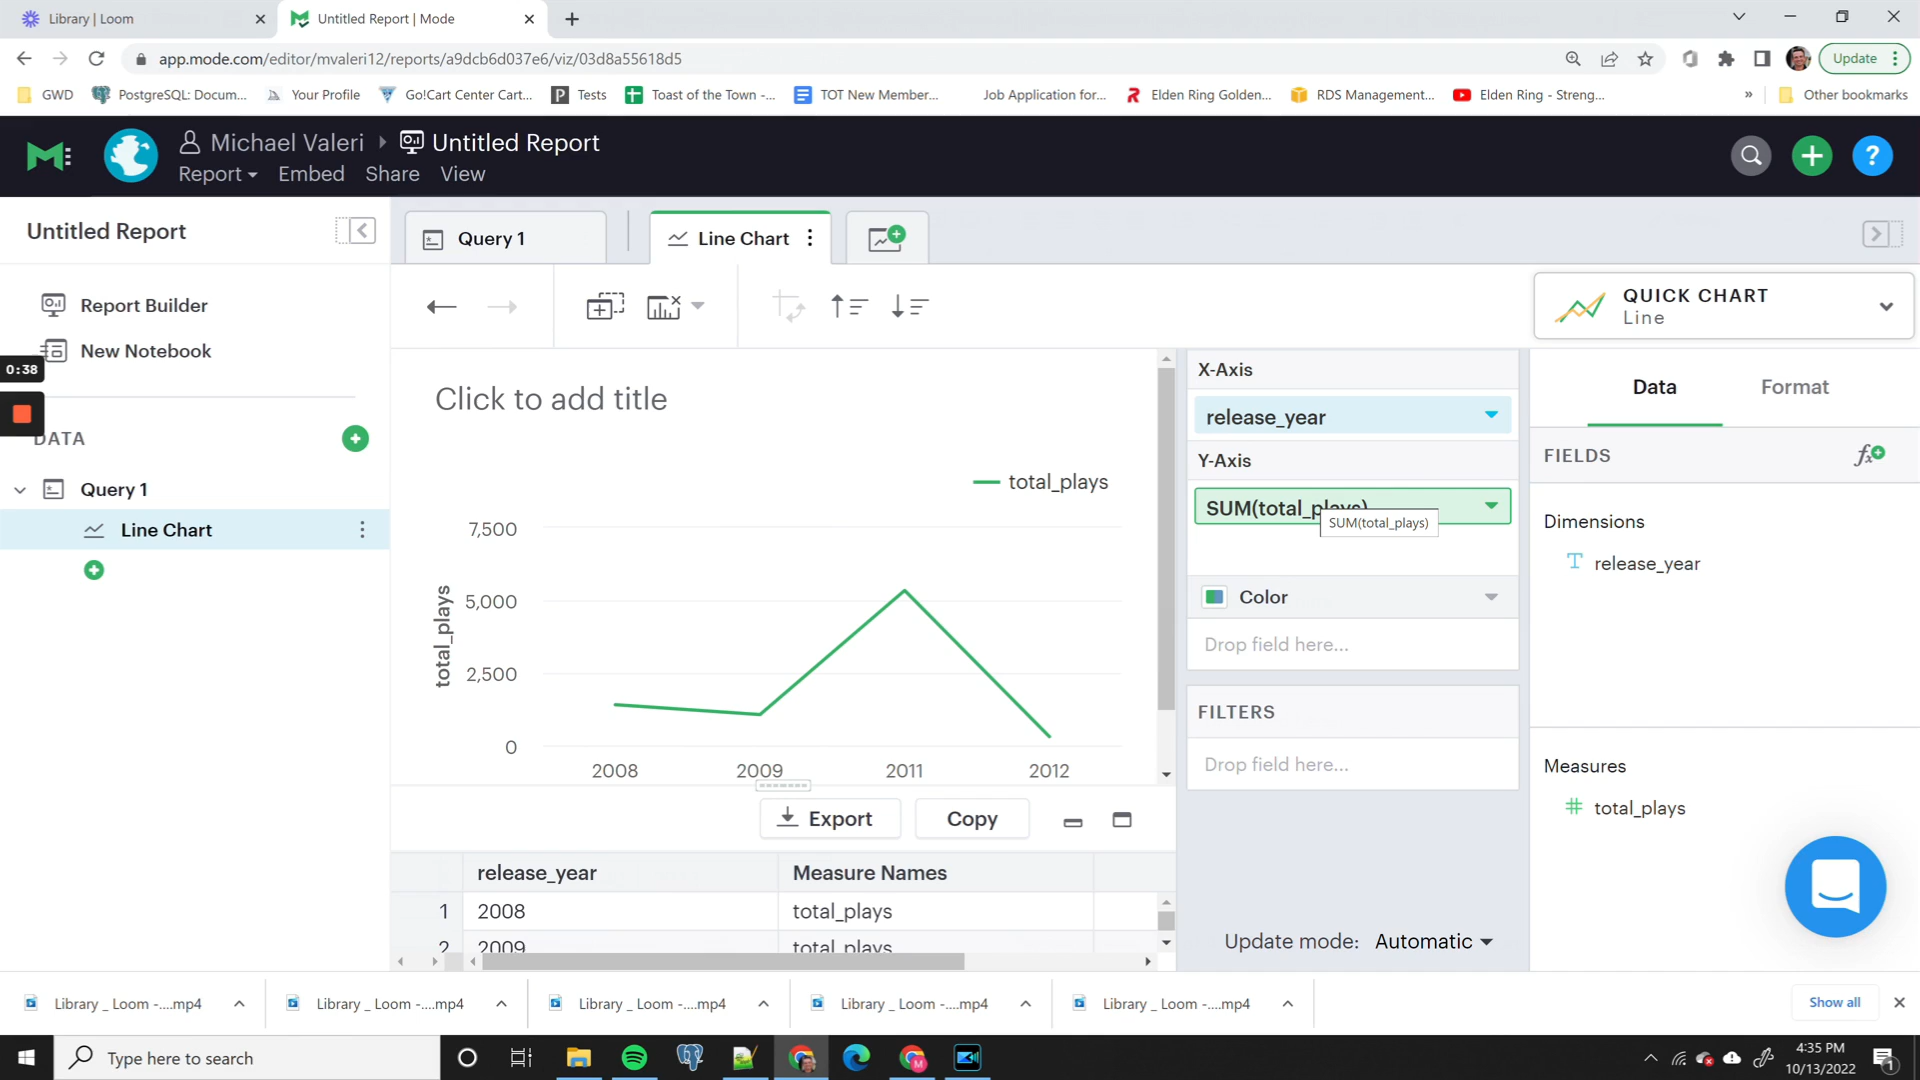 Library | Loom
Untitled Report | Mode
app.mode.com/editor/mvaleri12/reports/a9dcb6d037e6/viz/03d8a55618d5
Update
GWD
PostgreSQL: Docum...
Your Profile
Go!Cart Center Cart...
Tests
Toast of the Town -...
TOT New Member...
Job Application for...
Elden Ring Golden...
RDS Management...
Elden Ring - Streng...
»
Other bookmarks
Michael Valeri
Untitled Report
Report
Embed
Share
View
?
Untitled Report
Query 1
Line Chart
Report Builder
New Notebook
0:38
DATA
Query 1
Line Chart
QUICK CHART
Line
Click to add title
total_plays
7,500
5,000
2,500
0
total_plays
2008
2009
2011
2012
Export
Copy
release_year
Measure Names
1
2008
total_plays
2
2009
total_plays
X-Axis
release_year
Y-Axis
SUM(total_plays)
SUM(total_plays)
Color
Drop field here...
FILTERS
Drop field here...
Update mode: Automatic
Data
Format
FIELDS
fx
Dimensions
T release_year
Measures
# total_plays
Library _ Loom -....mp4
Library _ Loom -....mp4
Library _ Loom -....mp4
Library _ Loom -....mp4
Library _ Loom -....mp4
Show all
Type here to search
M
4:35 PM
10/13/2022
1